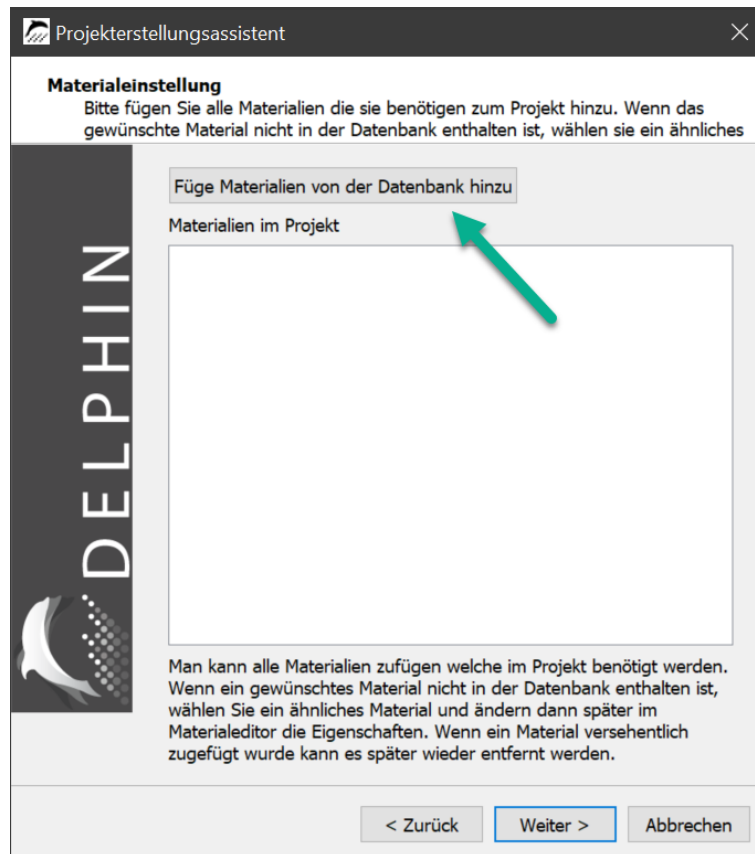 Projekterstellungsassistent
Materialeinstellung
Bitte fügen Sie alle Materialien die sie benötigen zum Projekt hinzu. Wenn das
gewünschte Material nicht in der Datenbank enthalten ist, wählen sie ein ähnliches
Füge Materialien von der Datenbank hinzu
Materialien im Projekt
DELPHIN
Man kann alle Materialien zufügen welche im Projekt benötigt werden.
Wenn ein gewünschtes Material nicht in der Datenbank enthalten ist,
wählen Sie ein ähnliches Material und ändern dann später im
Materialeditor die Eigenschaften. Wenn ein Material versehentlich
zugefügt wurde kann es später wieder entfernt werden.
< Zurück Weiter > Abbrechen